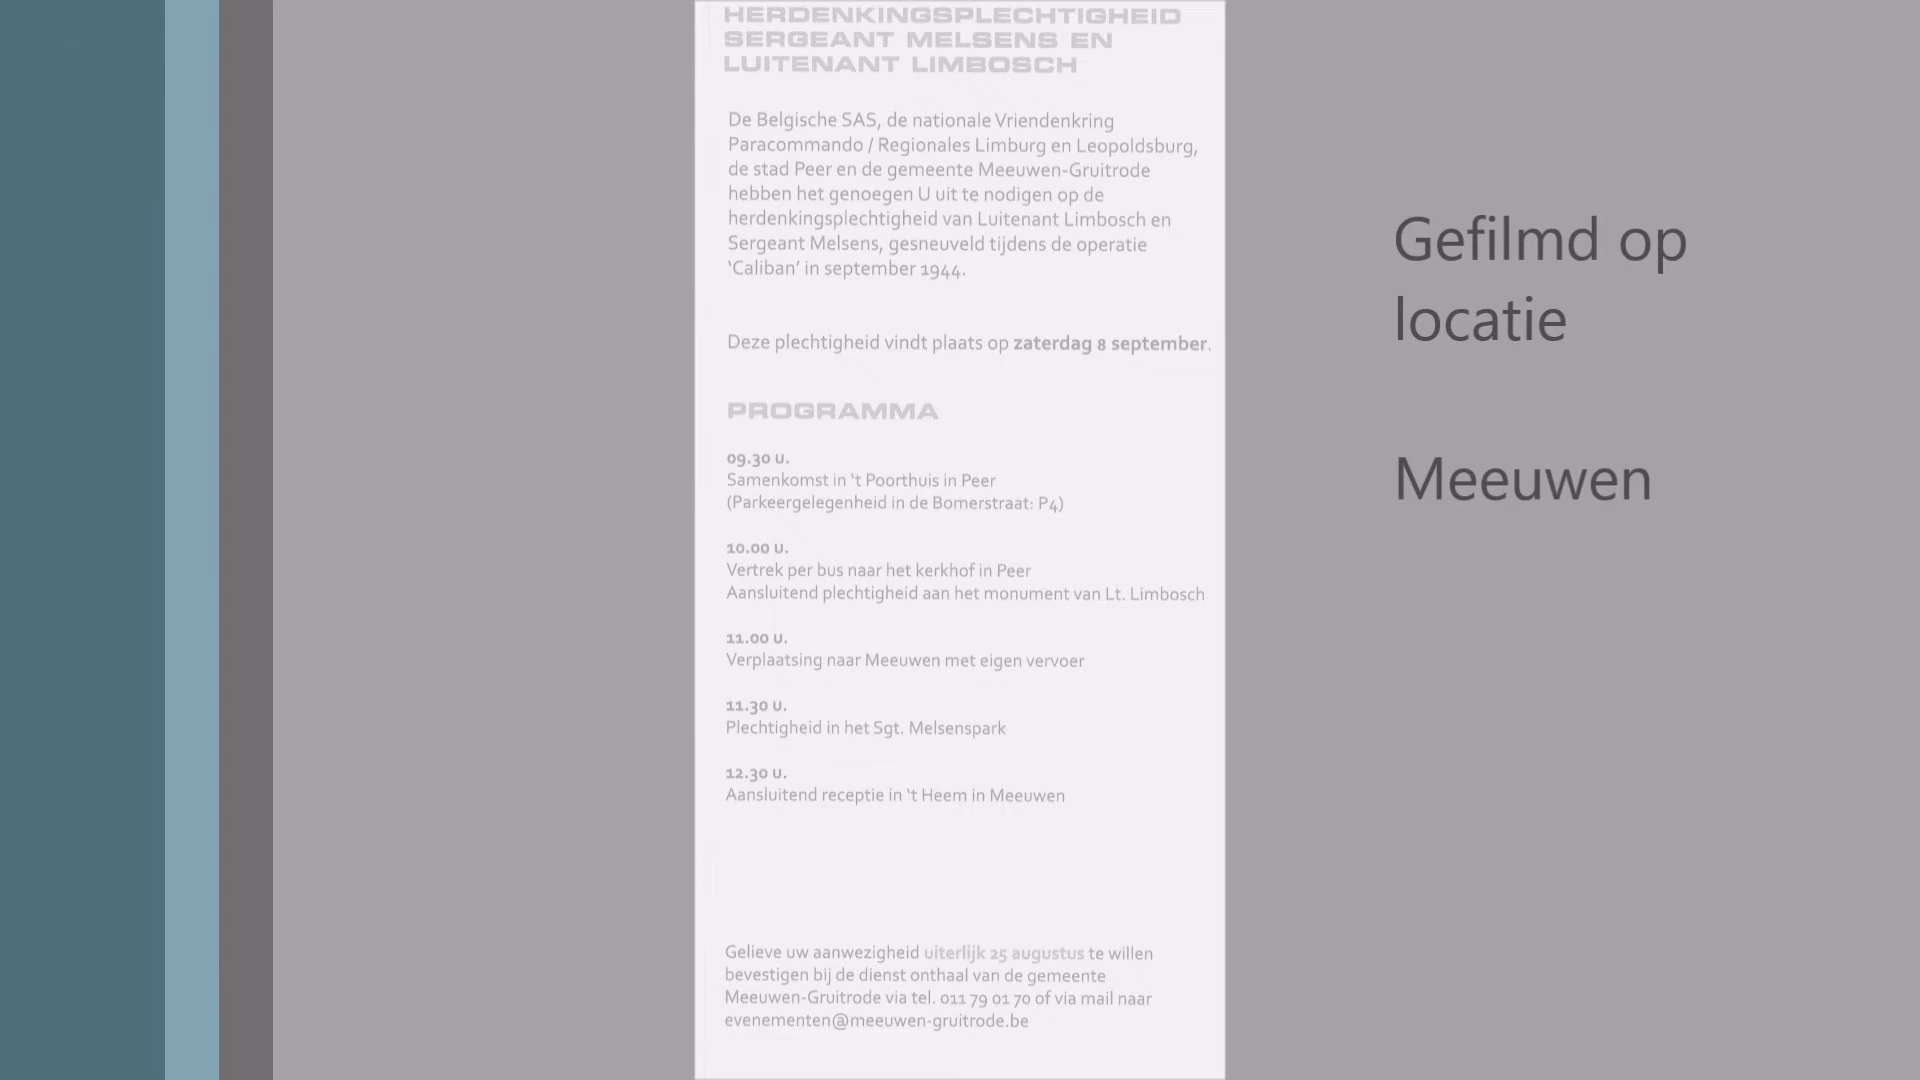 HERDENKINGSPLECHTIGHEID
SERGEANT MELSENS EN
LUITENANT LIMBOSCH
De Belgische SAS, de nationale Vriendenkring
Paracommando / Regionales Limburg en Leopoldsburg,
de stad Peer en de gemeente Meeuwen-Gruitrode
hebben het genoegen U uit te nodigen op de
herdenkingsplechtigheid van Luitenant Limbosch en
Sergeant Melsens, gesneuveld tijdens de operatie
‘Caliban’ in september 1944.
Deze plechtigheid vindt plaats op zaterdag 8 september.
PROGRAMMA
09.30 u.
Samenkomst in ‘t Poorthuis in Peer
(Parkeergelegenheid in de Bomerstraat: P4)
10.00 u.
Vertrek per bus naar het kerkhof in Peer
Aansluitend plechtigheid aan het monument van Lt. Limbosch
11.00 u.
Verplaatsing naar Meeuwen met eigen vervoer
11.30 u.
Plechtigheid in het Sgt. Melsenspark
12.30 u.
Aansluitend receptie in ‘t Heem in Meeuwen
Gelieve uw aanwezigheid uiterlijk 25 augustus te willen
bevestigen bij de dienst onthaal van de gemeente
Meeuwen-Gruitrode via tel. 011 79 01 70 of via mail naar
evenementen@meeuwen-gruitrode.be
Gefilmd op
locatie
Meeuwen